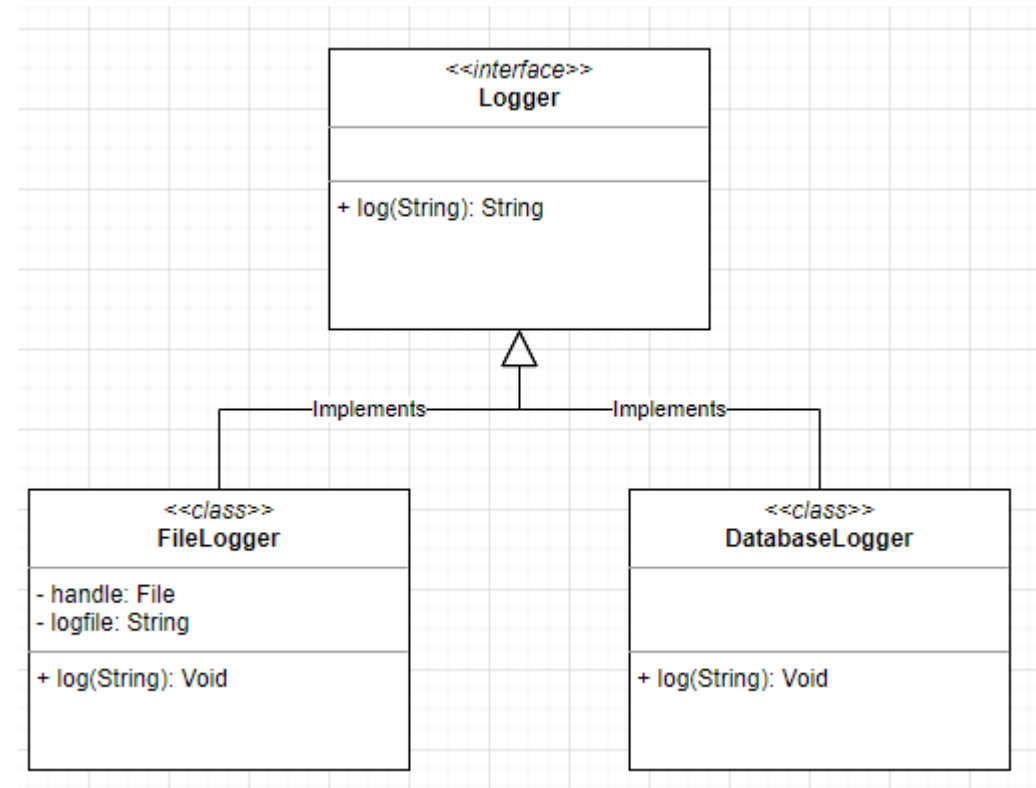 <<interface>>
Logger
+ log(String): String
Implements
Implements
<<class>>
FileLogger
- handle: File
- logfile: String
+ log(String): Void
<<class>>
DatabaseLogger
+ log(String): Void